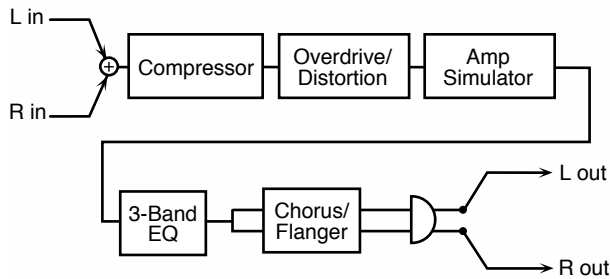 L in
R in
+
Compressor
Overdrive/
Distortion
Amp
Simulator
3-Band
EQ
Chorus/
Flanger
L out
R out